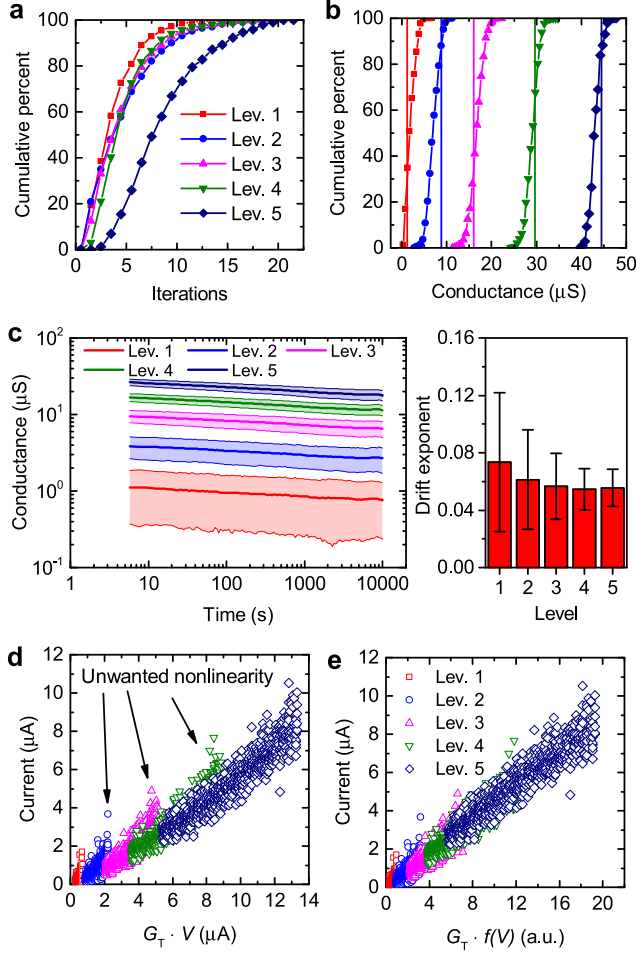 a
Cumulative percent
100
80
60
40
20
0
Lev. 1
Lev. 2
Lev. 3
Lev. 4
Lev. 5
0 5 10 15 20
Iterations
b
Cumulative percent
100
80
60
40
20
0
0 10 20 30 40 50
Conductance (μS)
c
Conductance (μS)
10²
10¹
10⁰
10⁻¹
Lev. 1 Lev. 2 Lev. 3
Lev. 4 Lev. 5
1 10 100 1000 10000
Time (s)
Drift exponent
0.16
0.12
0.08
0.04
0.00
1 2 3 4 5
Level
d
Current (μA)
12
10
8
6
4
2
0
Unwanted nonlinearity
0 2 4 6 8 10 12 14
G_T · V (μA)
e
Current (μA)
12
10
8
6
4
2
0
Lev. 1
Lev. 2
Lev. 3
Lev. 4
Lev. 5
0 4 8 12 16 20
G_T · f(V) (a.u.)